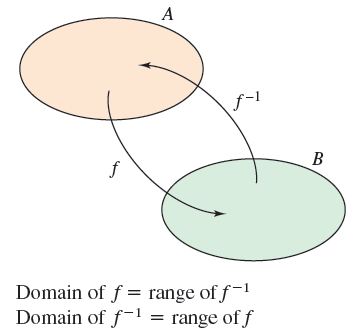 A
f⁻¹
f
B
Domain of f = range of f⁻¹
Domain of f⁻¹ = range of f